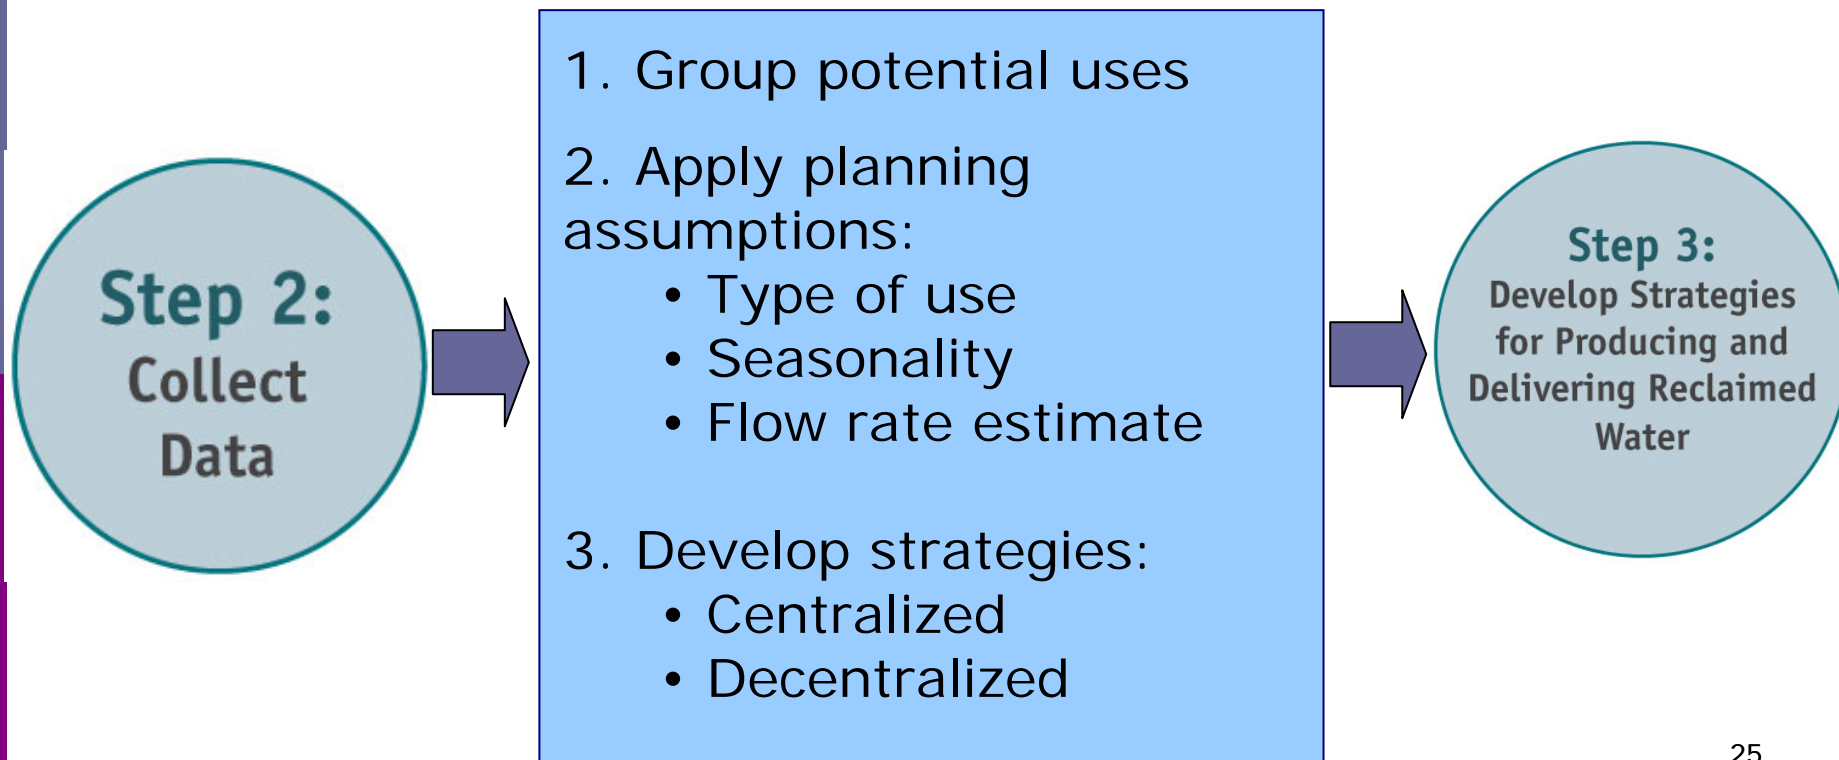 Step 2:
Collect
Data
1. Group potential uses
2. Apply planning
assumptions:
• Type of use
• Seasonality
• Flow rate estimate
3. Develop strategies:
• Centralized
• Decentralized
Step 3:
Develop Strategies
for Producing and
Delivering Reclaimed
Water
25